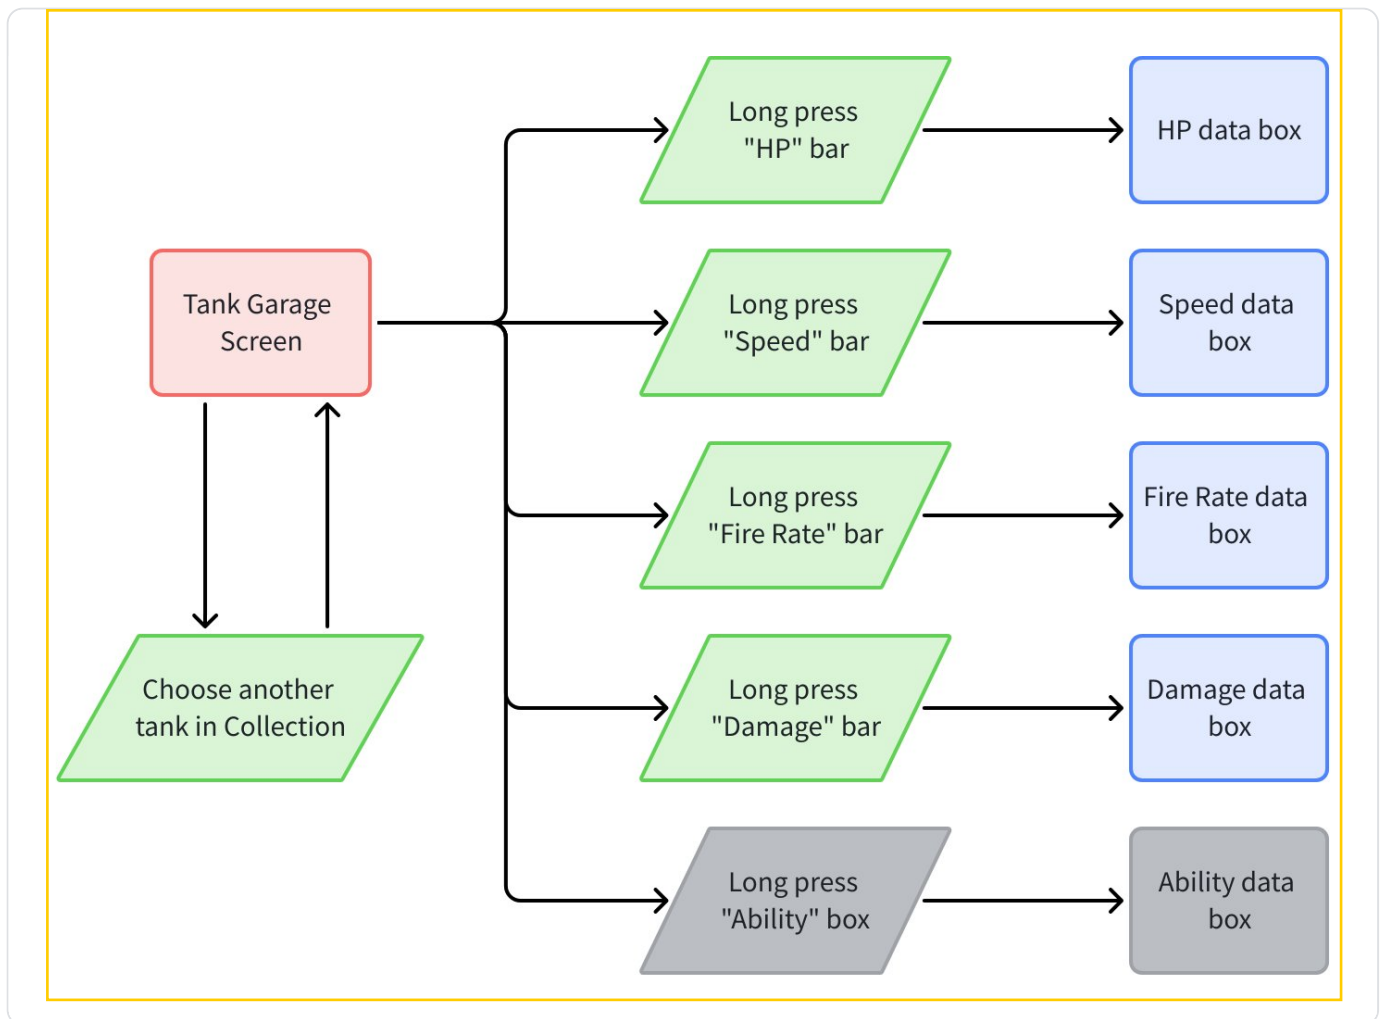 Long press
"HP" bar
HP data box
Tank Garage
Screen
Long press
"Speed" bar
Speed data
box
Long press
"Fire Rate" bar
Fire Rate data
box
Choose another
tank in Collection
Long press
"Damage" bar
Damage data
box
Long press
"Ability" box
Ability data
box